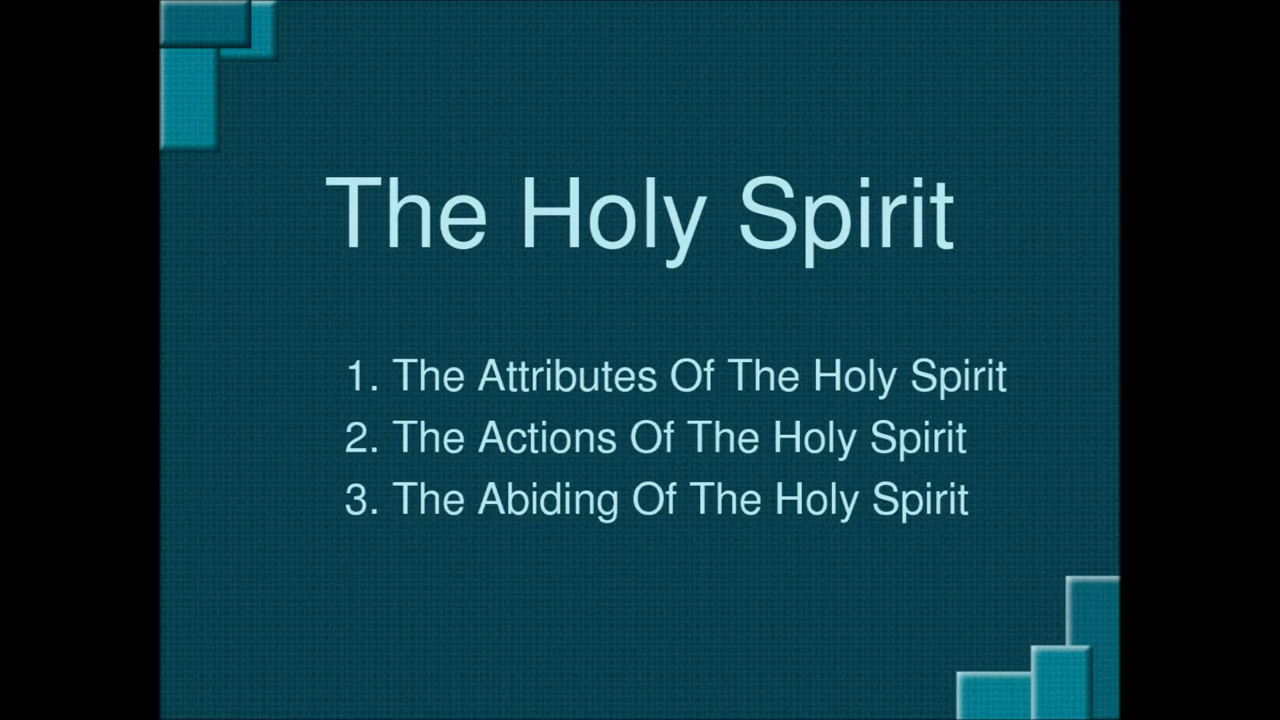 The Holy Spirit
1. The Attributes Of The Holy Spirit
2. The Actions Of The Holy Spirit
3. The Abiding Of The Holy Spirit